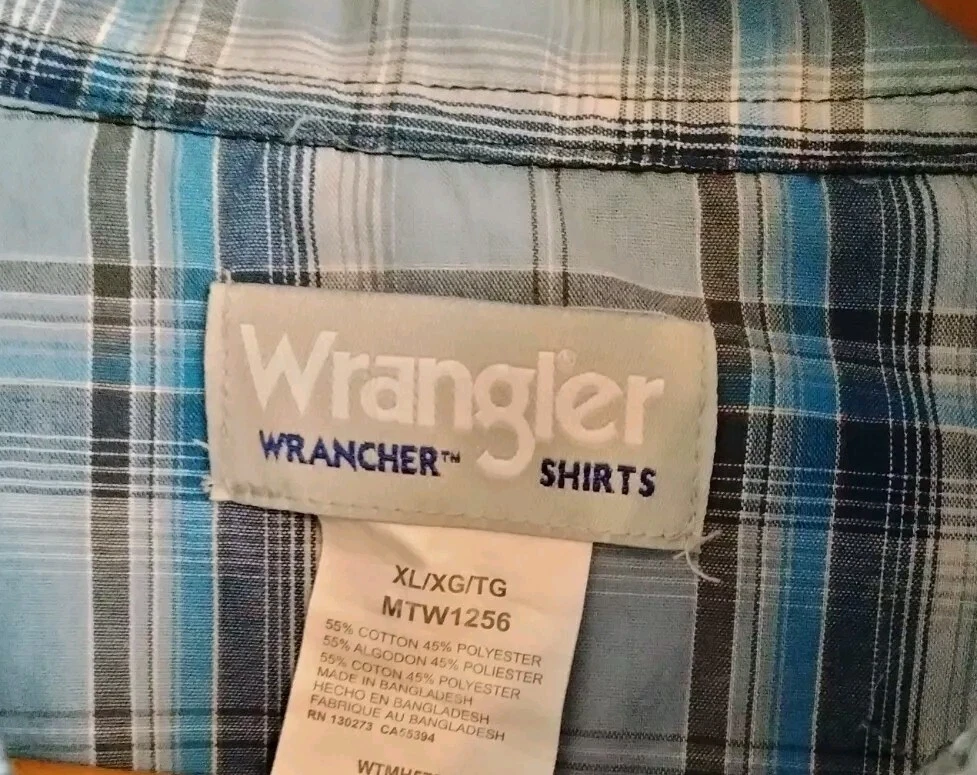 Wrangler®
WRANCHER™ SHIRTS
XL/XG/TG
MTW1256
55% COTTON 45% POLYESTER
55% ALGODON 45% POLIESTER
55% COTON 45% POLYESTER
MADE IN BANGLADESH
HECHO EN BANGLADESH
FABRIQUE AU BANGLADESH
RN 130273 CA55394